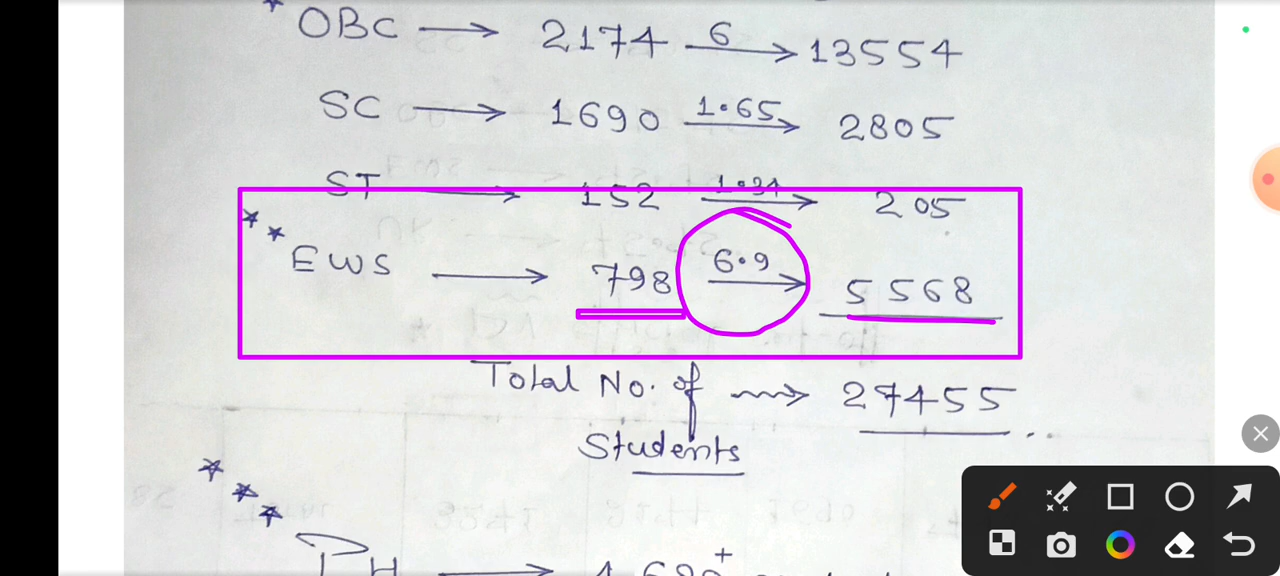 * OBC → 2174 6 → 13554
SC → 1690 1.65 → 2805
ST → 152 → 205
** EWS → 798 6.9 → 5568
Total No. of ⇝ 27455 ..
Students
***
PH →